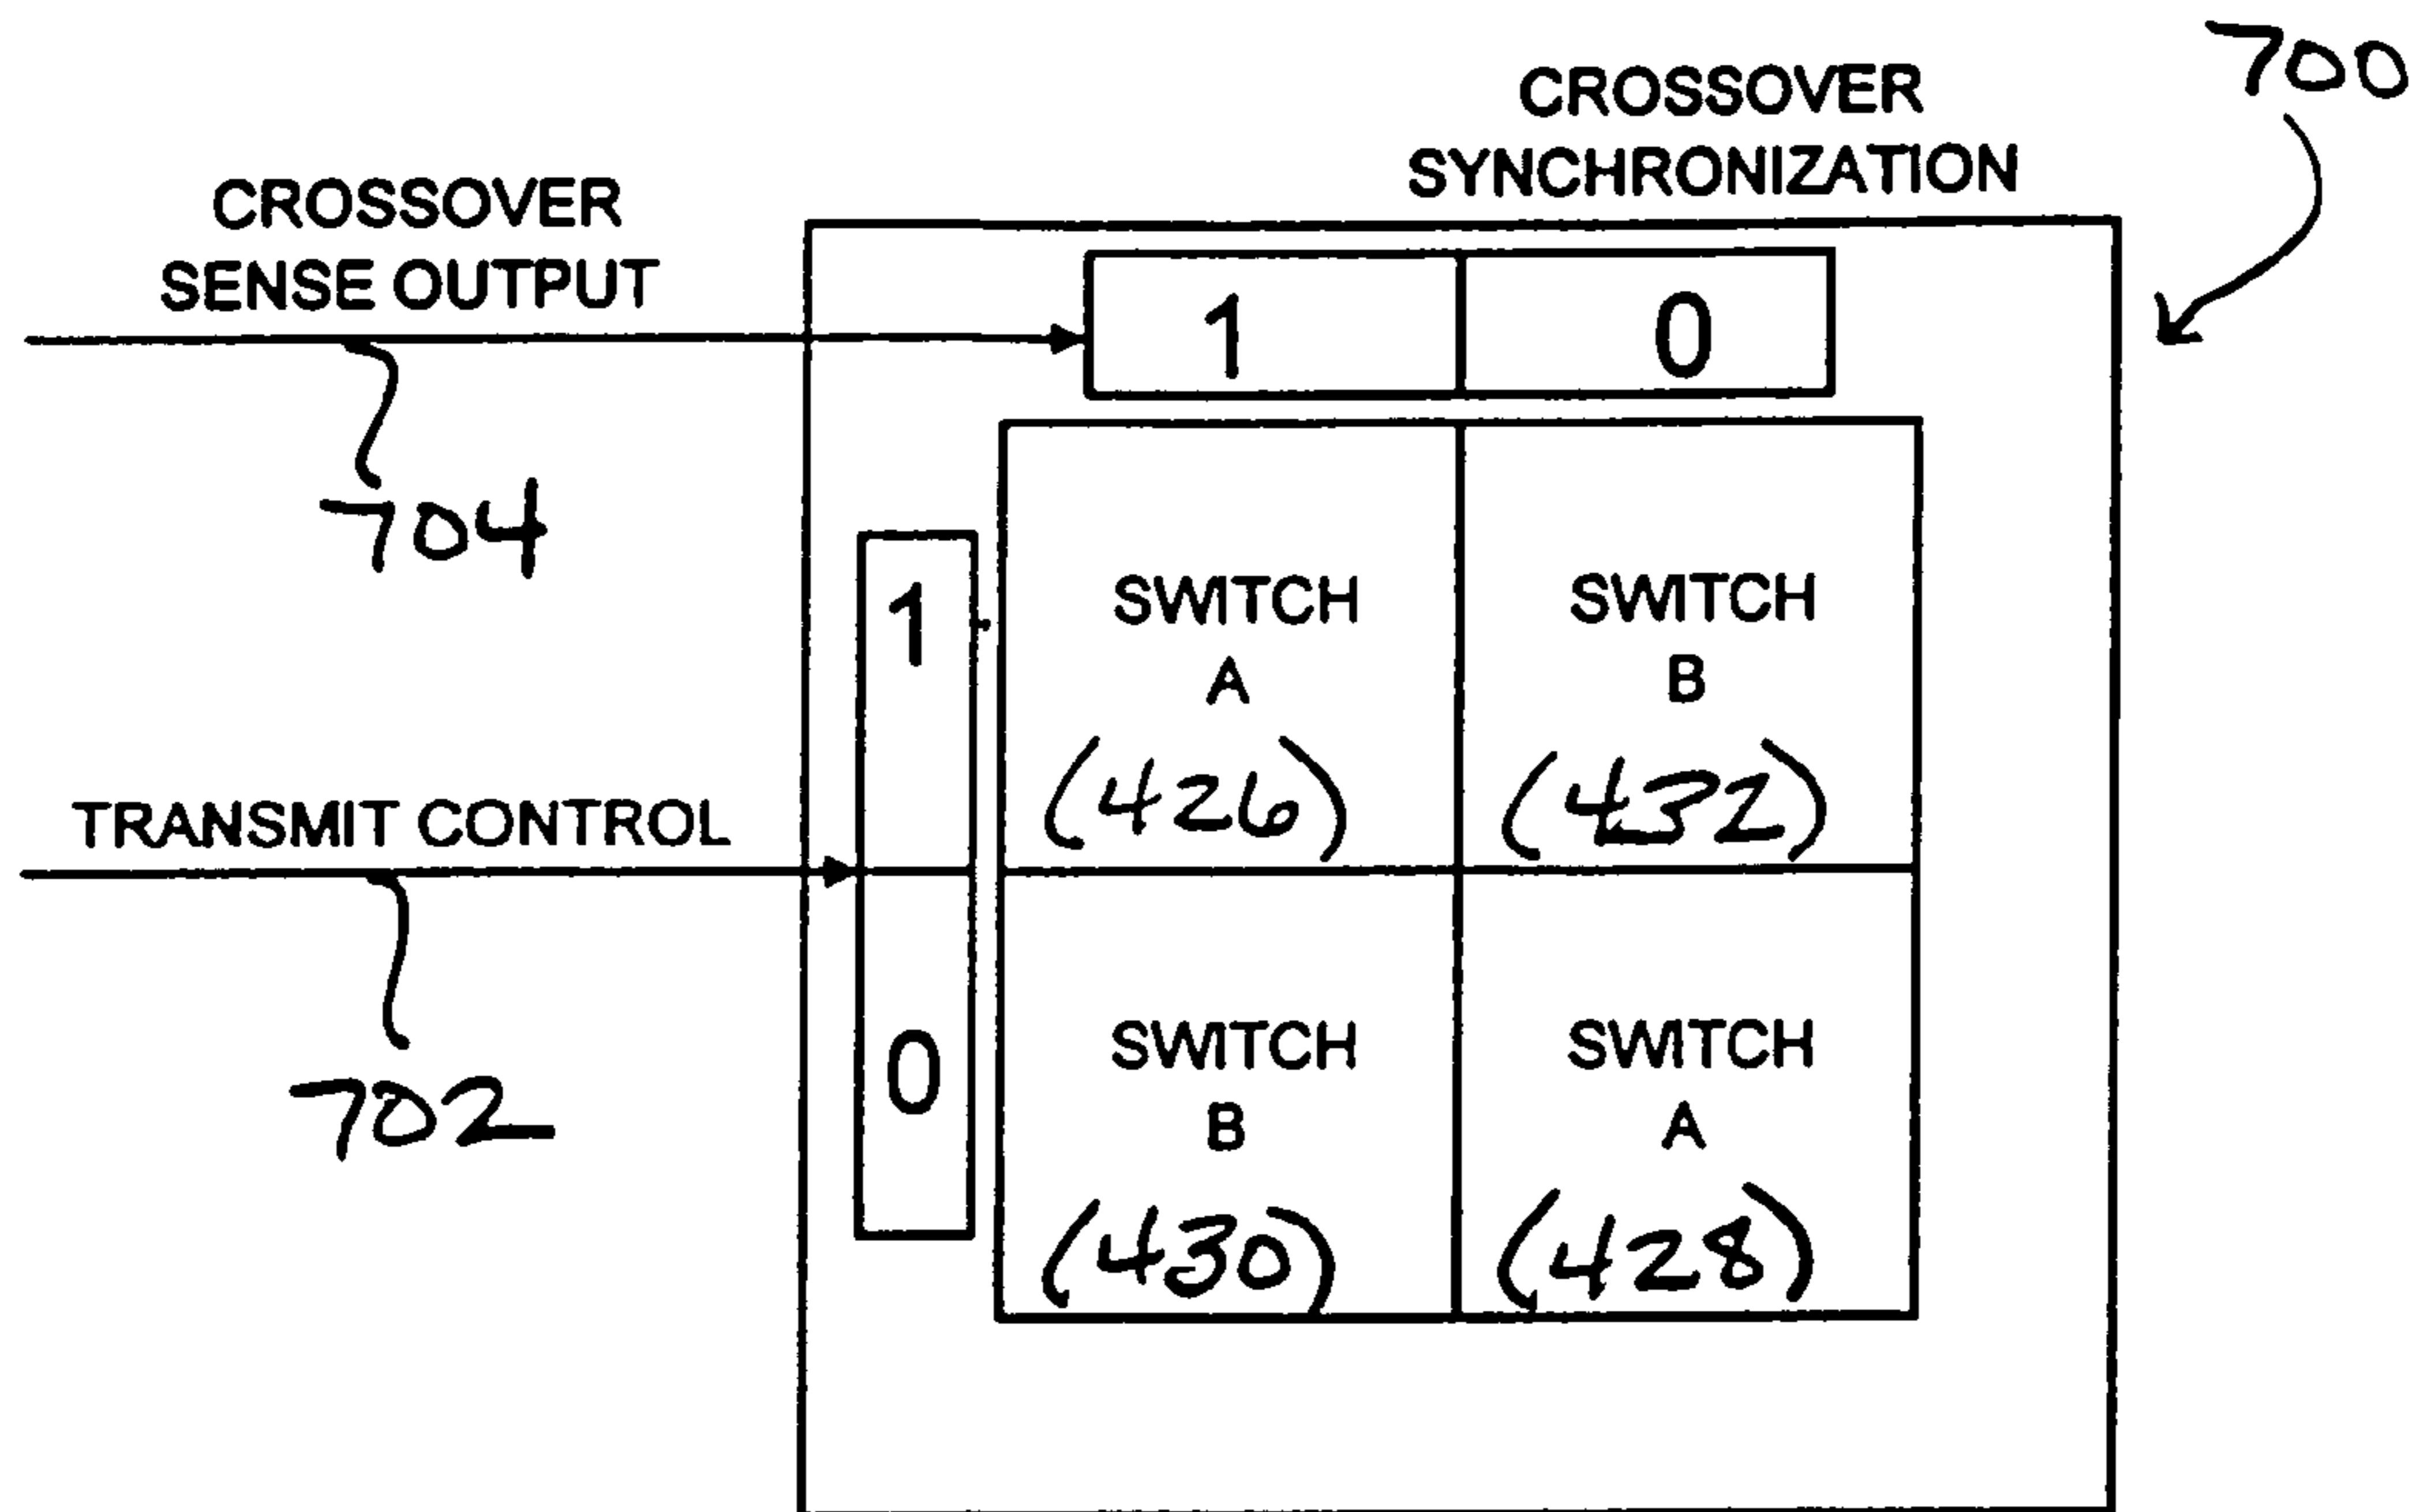 700
CROSSOVER
SYNCHRONIZATION
CROSSOVER
SENSE OUTPUT
1 0
704
1
SWITCH SWITCH
A B
(426) (432)
TRANSMIT CONTROL
702
0
SWITCH SWITCH
B A
(430) (428)